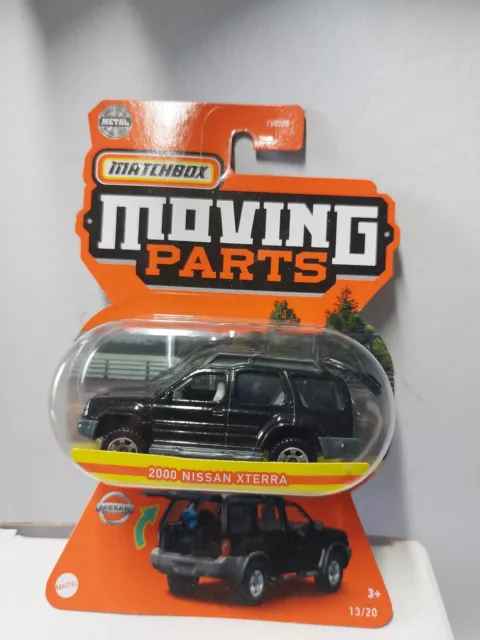 METAL
MATCHBOX
MOVING
PARTS
2000 NISSAN XTERRA
NISSAN
MATTEL
3+
13/20